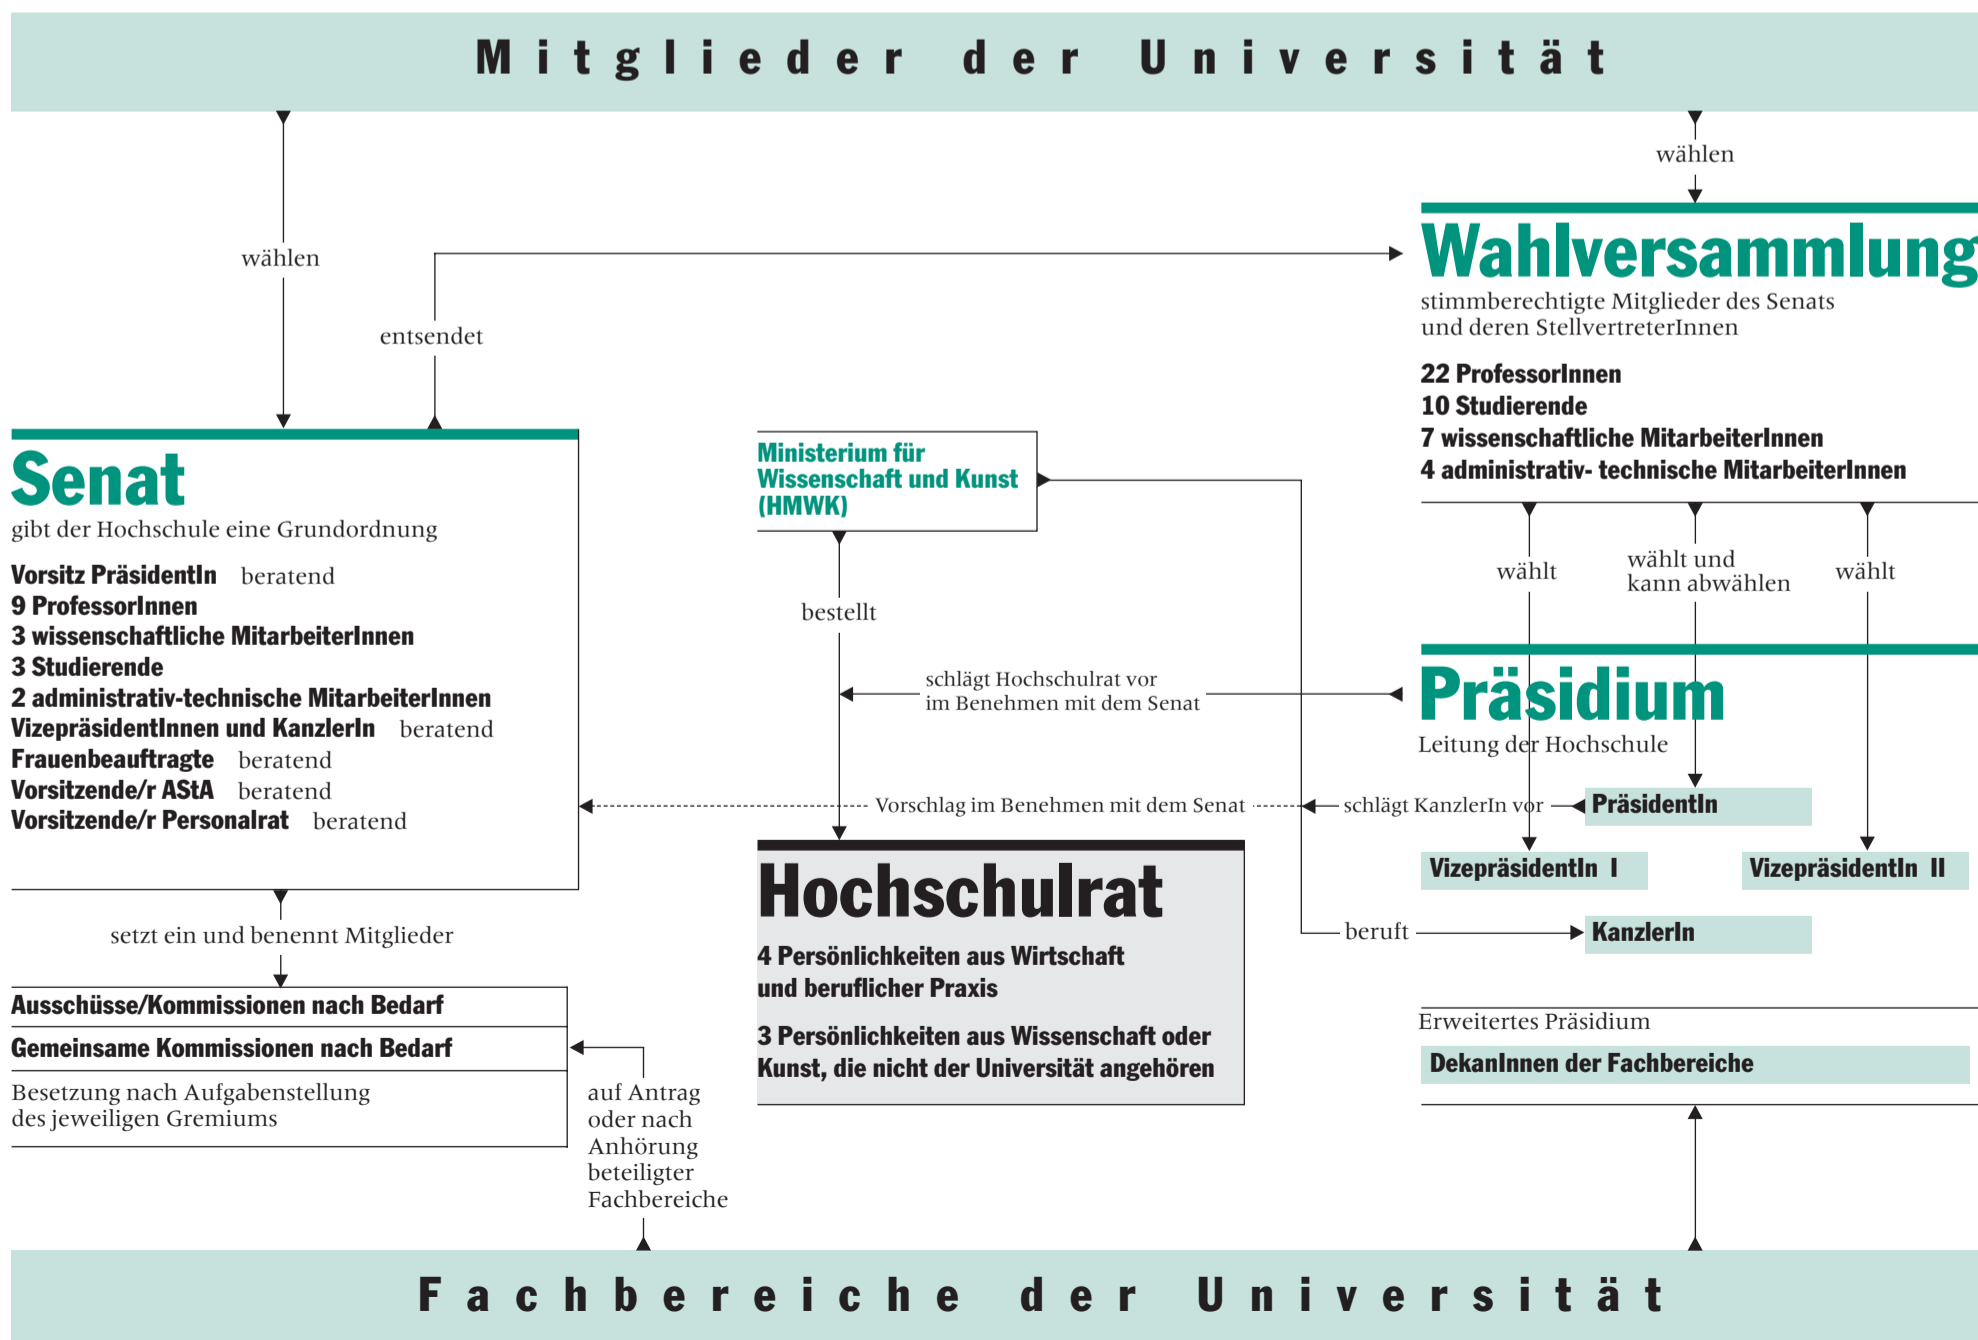 Mitglieder der Universität
wählen
wählen
entsendet
Wahlversammlung
stimmberechtigte Mitglieder des Senats
und deren StellvertreterInnen
22 ProfessorInnen
10 Studierende
7 wissenschaftliche MitarbeiterInnen
4 administrativ- technische MitarbeiterInnen
Senat
gibt der Hochschule eine Grundordnung
Vorsitz PräsidentIn beratend
9 ProfessorInnen
3 wissenschaftliche MitarbeiterInnen
3 Studierende
2 administrativ-technische MitarbeiterInnen
VizepräsidentInnen und KanzlerIn beratend
Frauenbeauftragte beratend
Vorsitzende/r AStA beratend
Vorsitzende/r Personalrat beratend
Ministerium für
Wissenschaft und Kunst
(HMWK)
bestellt
wählt
wählt und
kann abwählen
wählt
schlägt Hochschulrat vor
im Benehmen mit dem Senat
Präsidium
Leitung der Hochschule
Vorschlag im Benehmen mit dem Senat
schlägt KanzlerIn vor
PräsidentIn
VizepräsidentIn I
VizepräsidentIn II
beruft
KanzlerIn
Hochschulrat
4 Persönlichkeiten aus Wirtschaft
und beruflicher Praxis
3 Persönlichkeiten aus Wissenschaft oder
Kunst, die nicht der Universität angehören
setzt ein und benennt Mitglieder
Ausschüsse/Kommissionen nach Bedarf
Gemeinsame Kommissionen nach Bedarf
Besetzung nach Aufgabenstellung
des jeweiligen Gremiums
auf Antrag
oder nach
Anhörung
beteiligter
Fachbereiche
Erweitertes Präsidium
DekanInnen der Fachbereiche
Fachbereiche der Universität